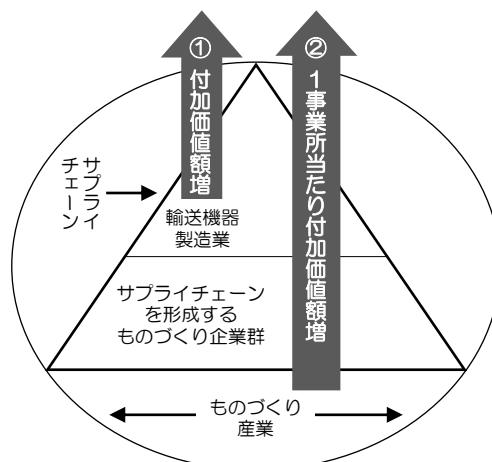 ①付加価値額増
②1事業所当たり付加価値額増
サプライ
チェーン
輸送機器
製造業
サプライチェーン
を形成する
ものづくり企業群
ものづくり
産業